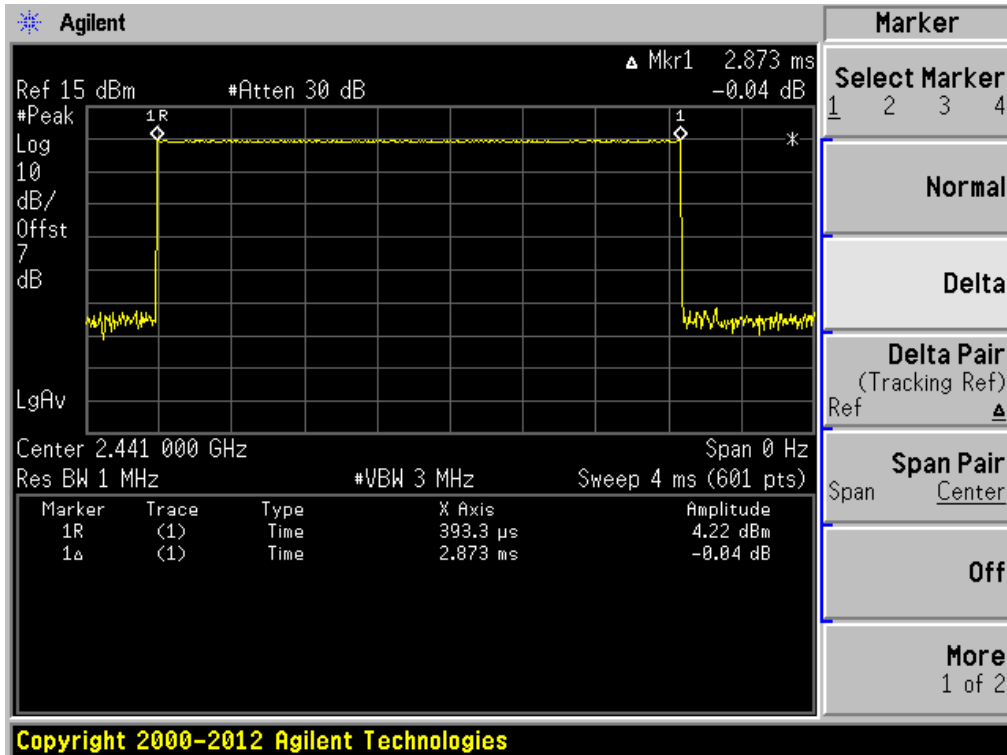 Agilent
Marker
Δ Mkr1 2.873 ms
Ref 15 dBm #Atten 30 dB -0.04 dB
#Peak
Log
10
dB/
Offst
7
dB
LgAv
1R
1
*
Center 2.441 000 GHz Span 0 Hz
Res BW 1 MHz #VBW 3 MHz Sweep 4 ms (601 pts)
Marker Trace Type X Axis Amplitude
1R (1) Time 393.3 µs 4.22 dBm
1Δ (1) Time 2.873 ms -0.04 dB
Select Marker
1 2 3 4
Normal
Delta
Delta Pair
(Tracking Ref)
Ref Δ
Span Pair
Span Center
Off
More
1 of 2
Copyright 2000-2012 Agilent Technologies